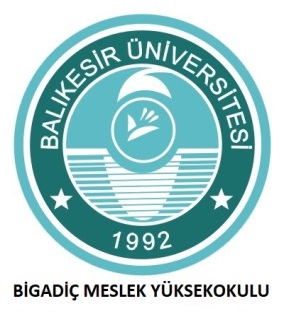 BALIKESİR ÜNİVERSİTESİ
1992
BİGADİÇ MESLEK YÜKSEKOKULU